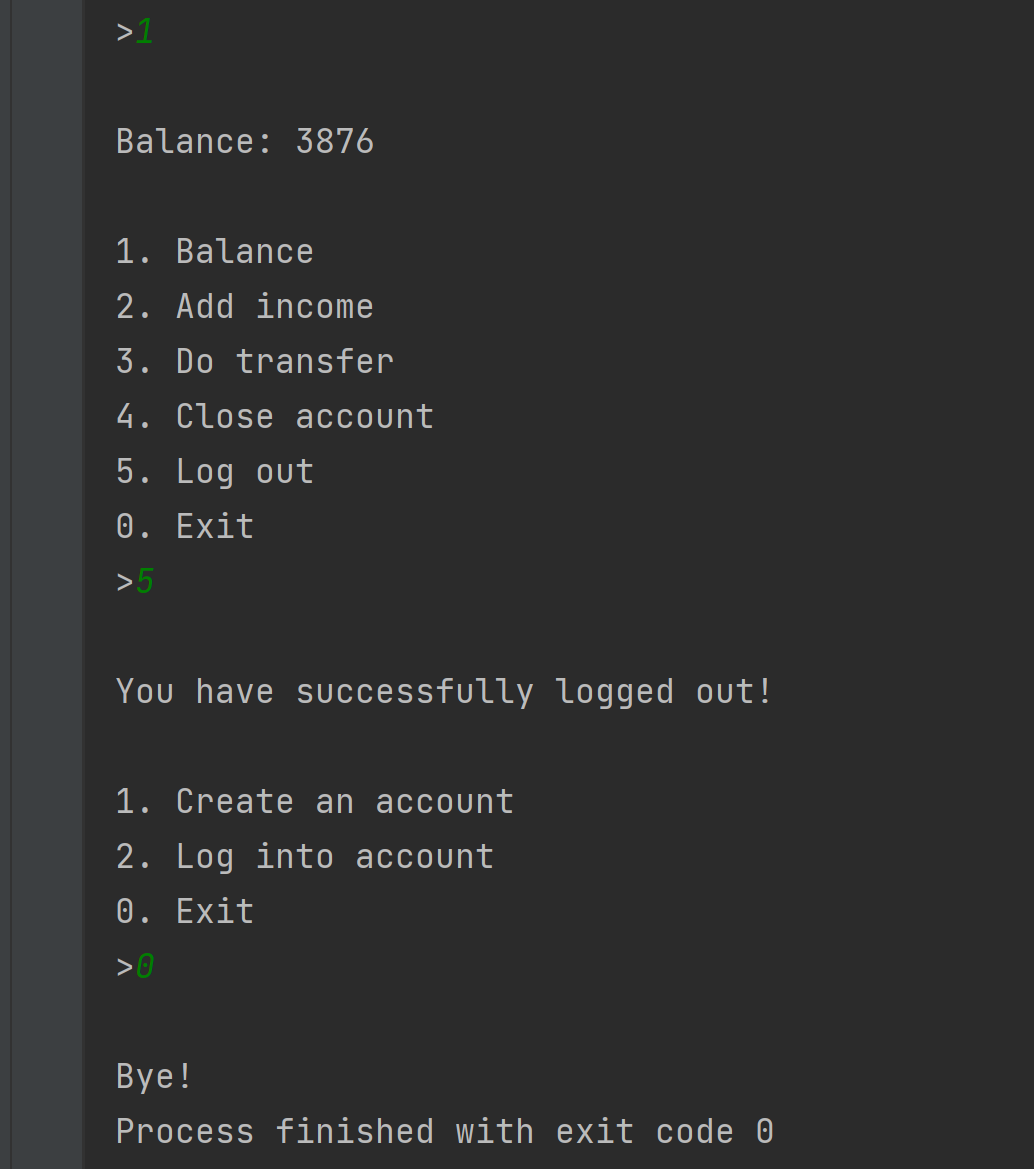 >1
Balance: 3876
1. Balance
2. Add income
3. Do transfer
4. Close account
5. Log out
0. Exit
>5
You have successfully logged out!
1. Create an account
2. Log into account
0. Exit
>0
Bye!
Process finished with exit code 0